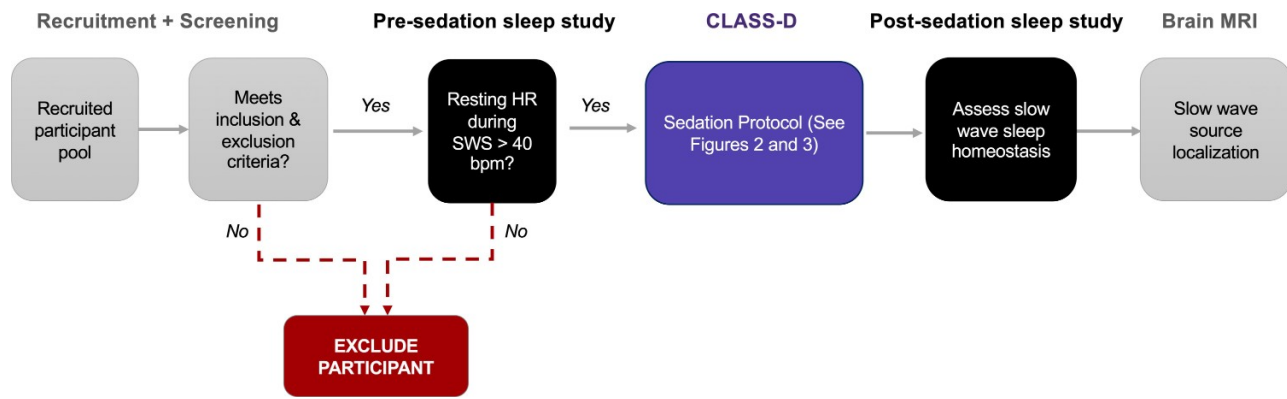 Recruitment + Screening
Pre-sedation sleep study
CLASS-D
Post-sedation sleep study
Brain MRI
Recruited
participant
pool
Meets
inclusion &
exclusion
criteria?
Yes
Resting HR
during
SWS > 40
bpm?
Yes
Sedation Protocol (See
Figures 2 and 3)
Assess slow
wave sleep
homeostasis
Slow wave
source
localization
No
No
EXCLUDE
PARTICIPANT